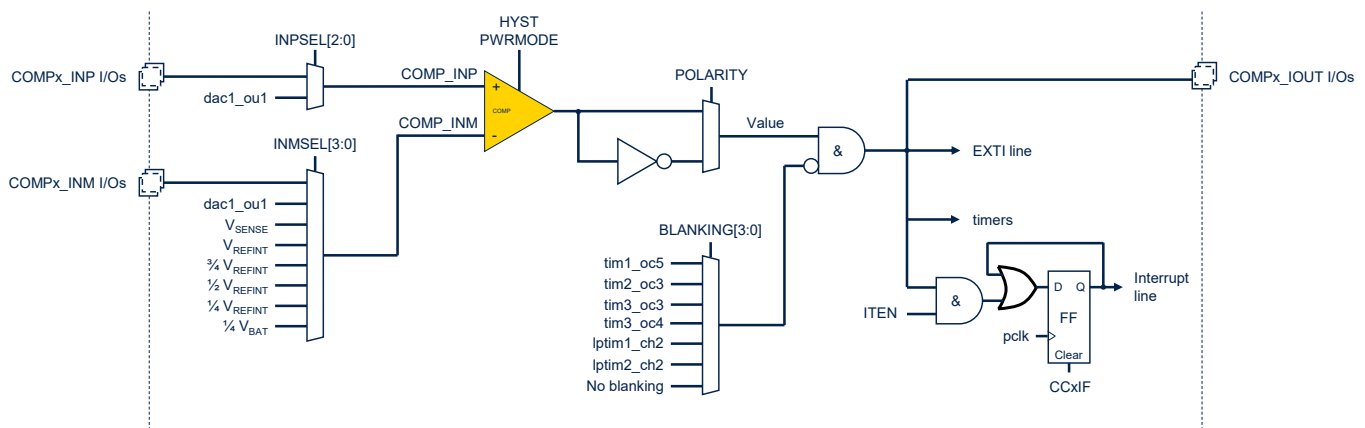 HYST
PWRMODE
INPSEL[2:0]
COMPx_INP I/Os
dac1_ou1
COMP_INP
+
COMP
-
COMP_INM
POLARITY
Value
&
COMPx_IOUT I/Os
EXTI line
timers
INMSEL[3:0]
COMPx_INM I/Os
dac1_ou1
VSENSE
VREFINT
¾ VREFINT
½ VREFINT
¼ VREFINT
¼ VBAT
BLANKING[3:0]
tim1_oc5
tim2_oc3
tim3_oc3
tim3_oc4
lptim1_ch2
lptim2_ch2
No blanking
&
ITEN
D Q
FF
Clear
pclk
CCxIF
Interrupt
line